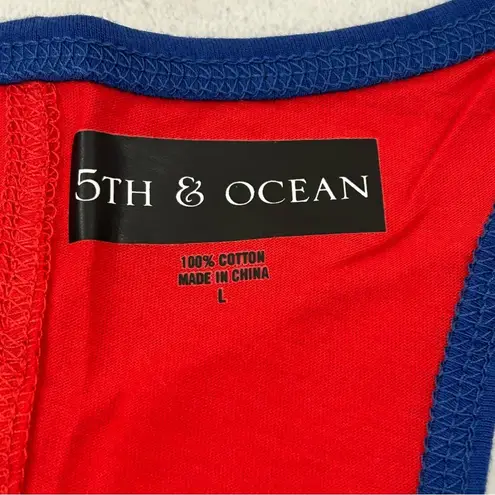 5TH & OCEAN
100% COTTON
MADE IN CHINA
L